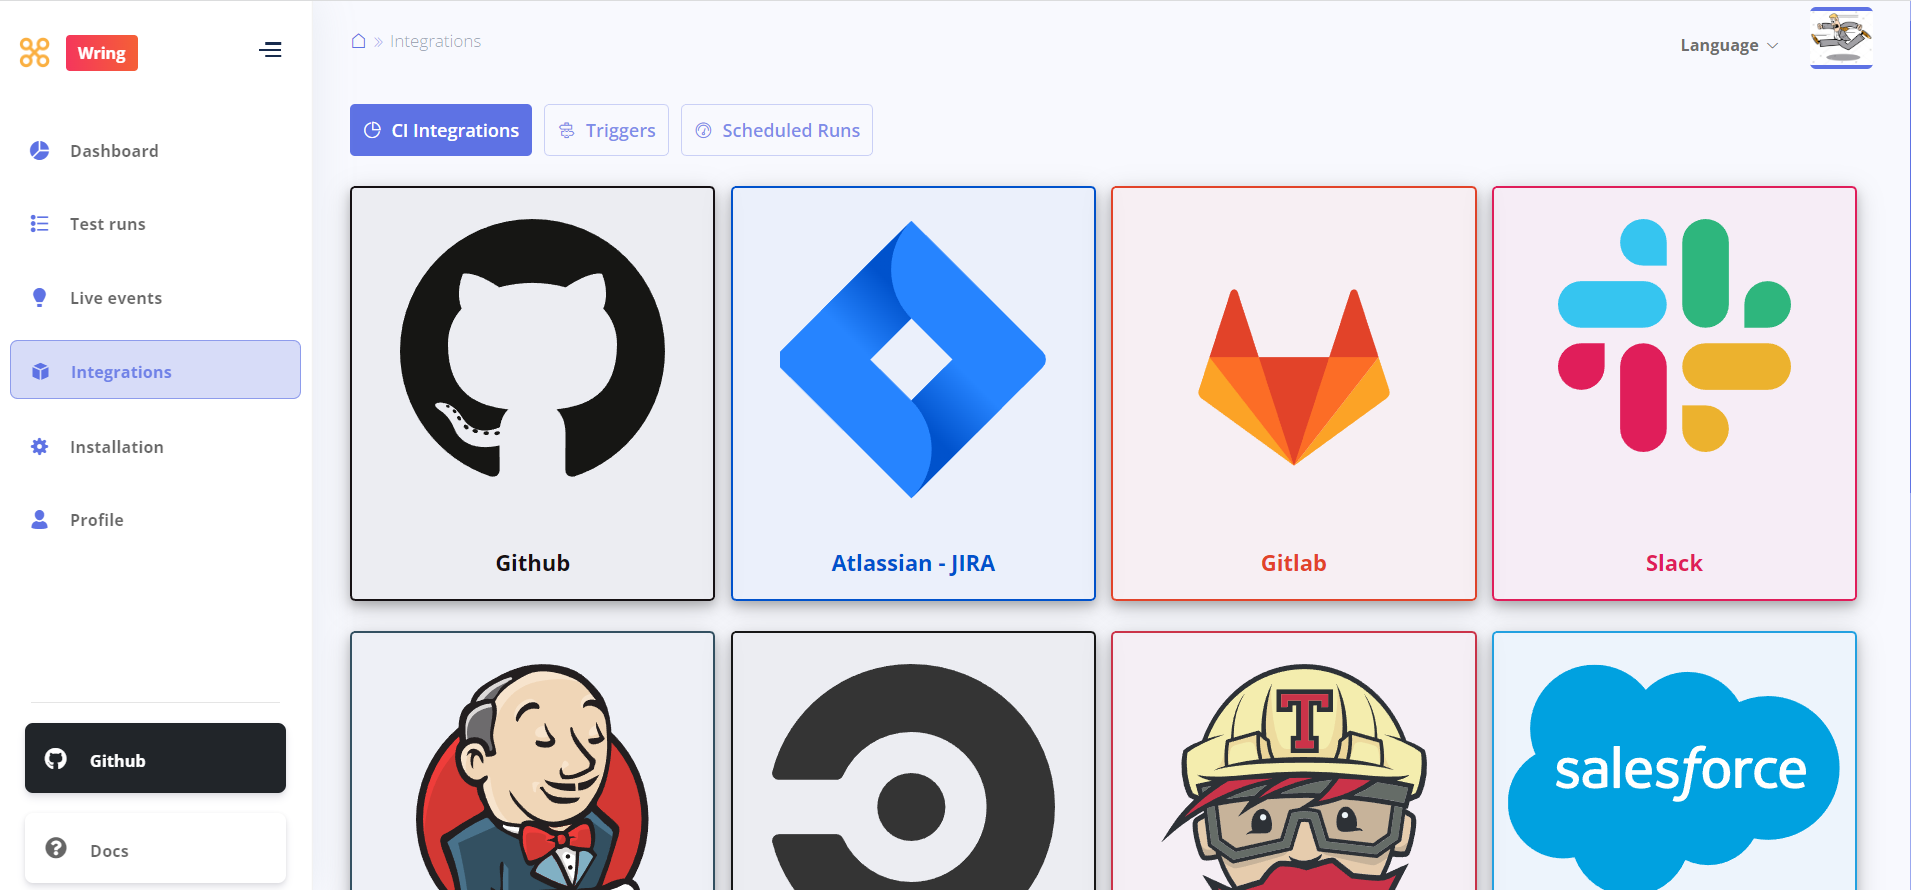 Wring
Integrations
Language
Dashboard
Test runs
Live events
Integrations
Installation
Profile
Github
Docs
CI Integrations
Triggers
Scheduled Runs
Github
Atlassian - JIRA
Gitlab
Slack
T
salesforce